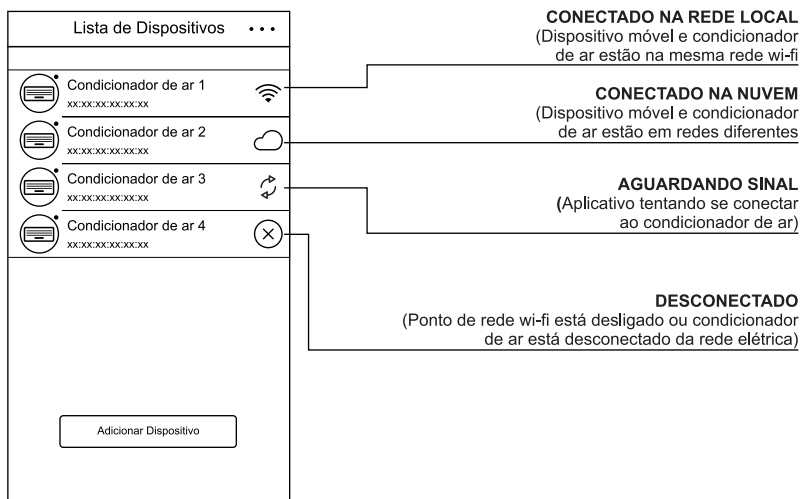 Lista de Dispositivos
Condicionador de ar 1
xx:xx:xx:xx:xx:xx
Condicionador de ar 2
xx:xx:xx:xx:xx:xx
Condicionador de ar 3
xx:xx:xx:xx:xx:xx
Condicionador de ar 4
xx:xx:xx:xx:xx:xx
Adicionar Dispositivo
CONECTADO NA REDE LOCAL
(Dispositivo móvel e condicionador
de ar estão na mesma rede wi-fi
CONECTADO NA NUVEM
(Dispositivo móvel e condicionador
de ar estão em redes diferentes
AGUARDANDO SINAL
(Aplicativo tentando se conectar
ao condicionador de ar)
DESCONECTADO
(Ponto de rede wi-fi está desligado ou condicionador
de ar está desconectado da rede elétrica)